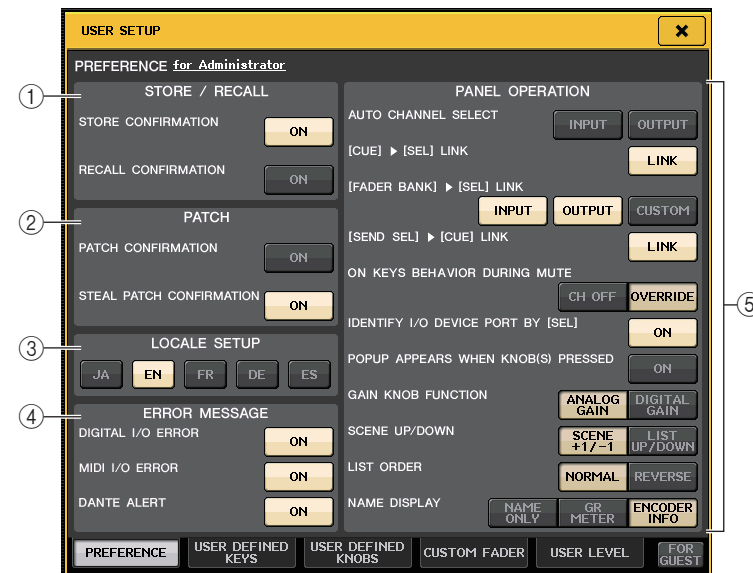 USER SETUP
PREFERENCE for Administrator
1
STORE / RECALL
STORE CONFIRMATION
ON
RECALL CONFIRMATION
ON
2
PATCH
PATCH CONFIRMATION
ON
STEAL PATCH CONFIRMATION
ON
3
LOCALE SETUP
JA EN FR DE ES
4
ERROR MESSAGE
DIGITAL I/O ERROR
ON
MIDI I/O ERROR
ON
DANTE ALERT
ON
5
PANEL OPERATION
AUTO CHANNEL SELECT
INPUT OUTPUT
[CUE] ▶ [SEL] LINK
LINK
[FADER BANK] ▶ [SEL] LINK
INPUT OUTPUT CUSTOM
[SEND SEL] ▶ [CUE] LINK
LINK
ON KEYS BEHAVIOR DURING MUTE
CH OFF OVERRIDE
IDENTIFY I/O DEVICE PORT BY [SEL]
ON
POPUP APPEARS WHEN KNOB(S) PRESSED
ON
GAIN KNOB FUNCTION
ANALOG GAIN
DIGITAL GAIN
SCENE UP/DOWN
SCENE +1/-1
LIST UP/DOWN
LIST ORDER
NORMAL REVERSE
NAME DISPLAY
NAME ONLY
GR METER
ENCODER INFO
PREFERENCE
USER DEFINED KEYS
USER DEFINED KNOBS
CUSTOM FADER
USER LEVEL
FOR GUEST